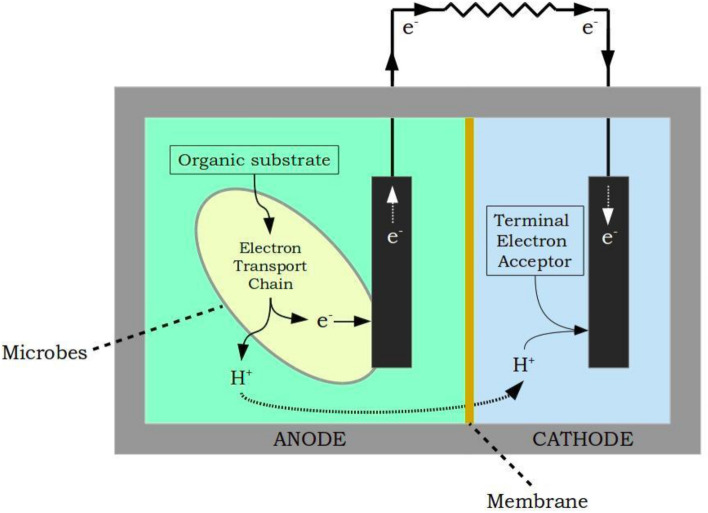 e⁻
e⁻
Organic substrate
Electron
Transport
Chain
e⁻
H⁺
e⁻
Terminal
Electron
Acceptor
e⁻
H⁺
Microbes
ANODE
CATHODE
Membrane